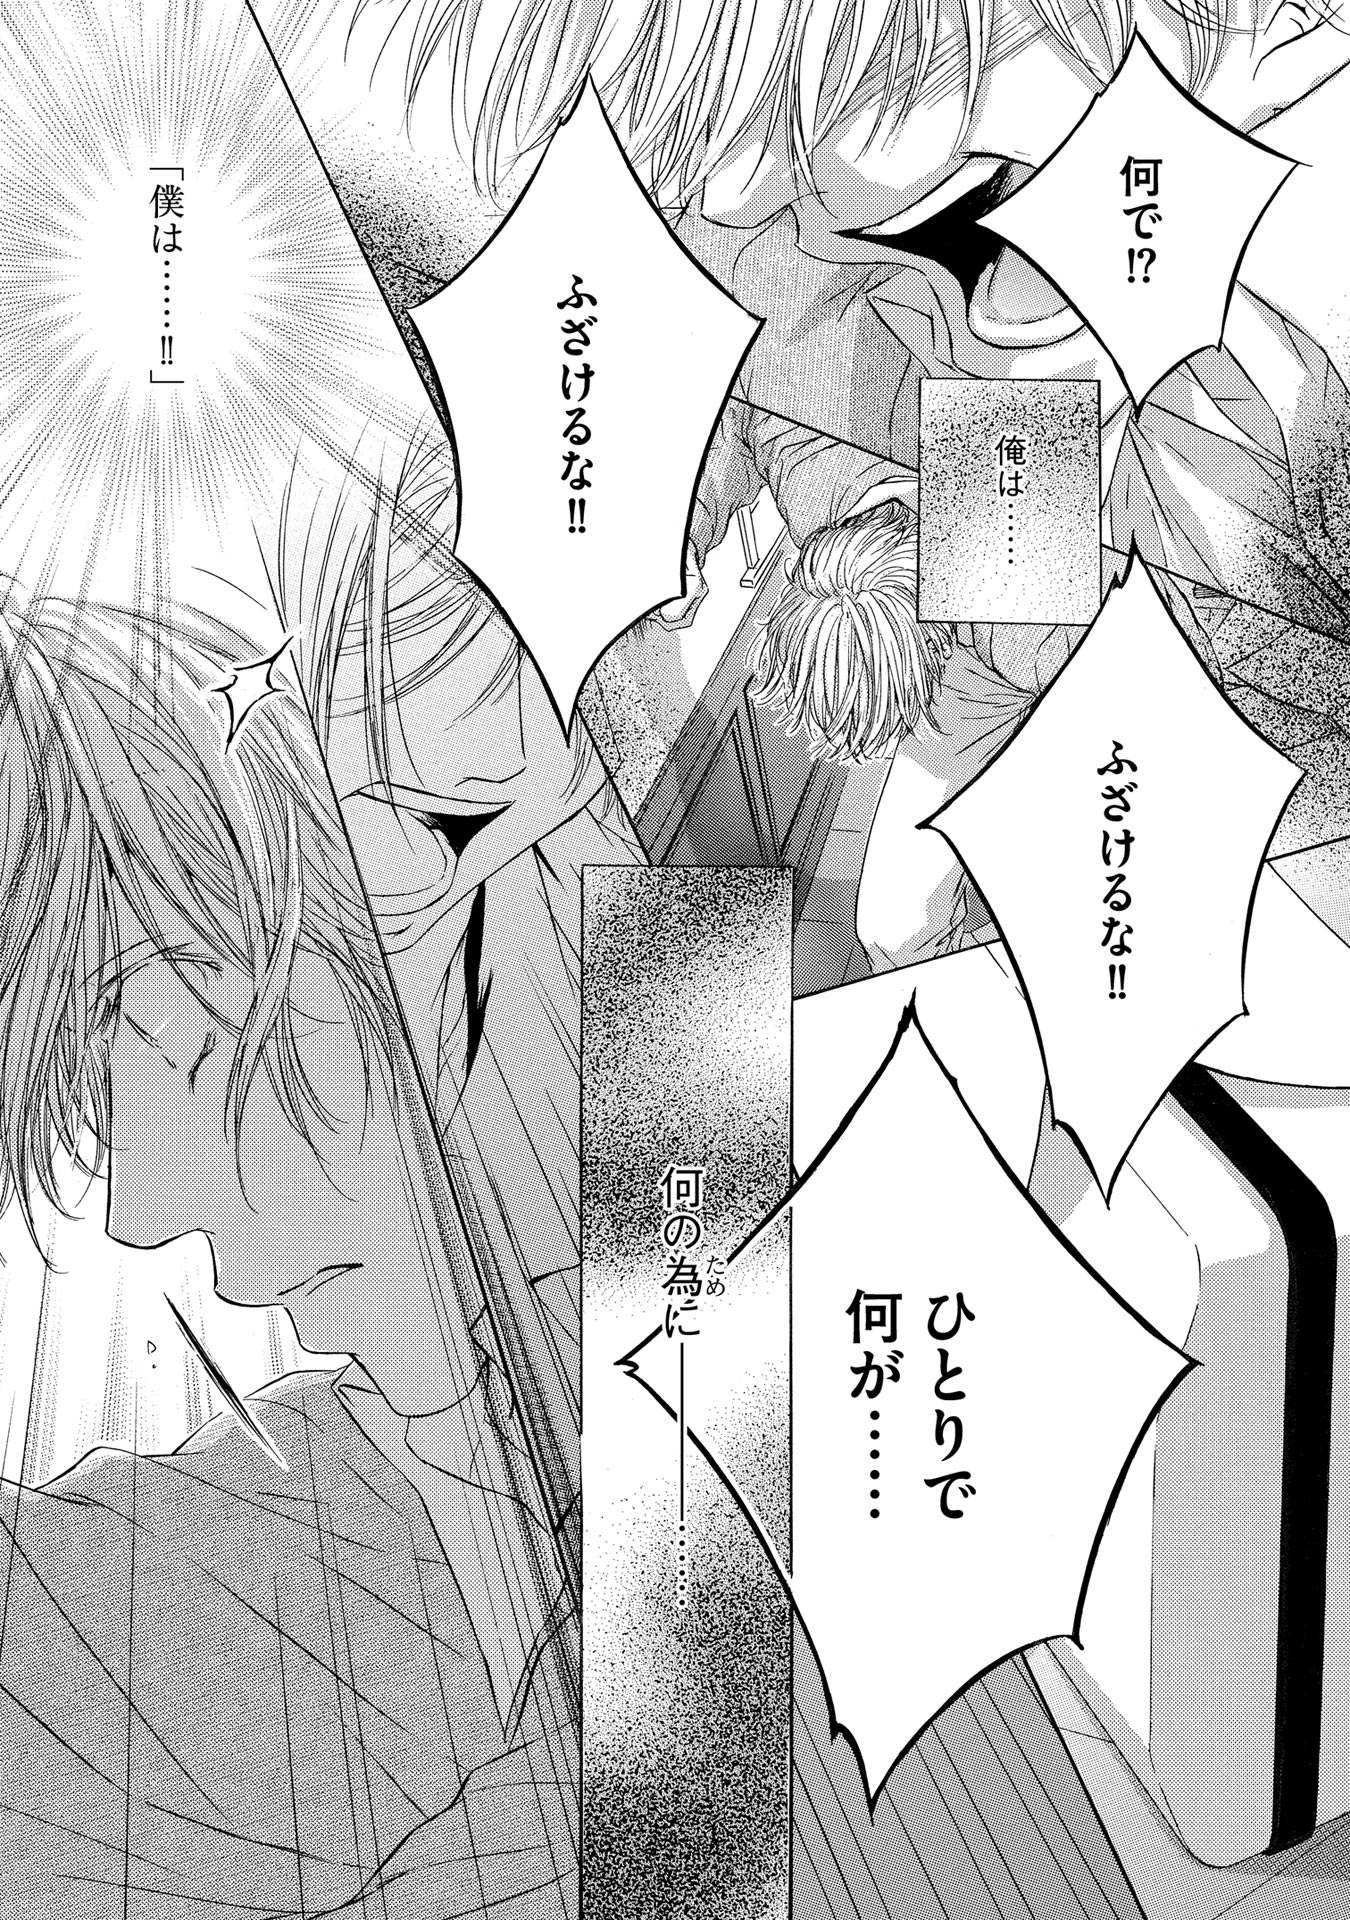 何で!?
俺は……
ふざけるな!!
ふざけるな!!
ひとりで
何が……
何の為に――……
ため
「僕は……!!」